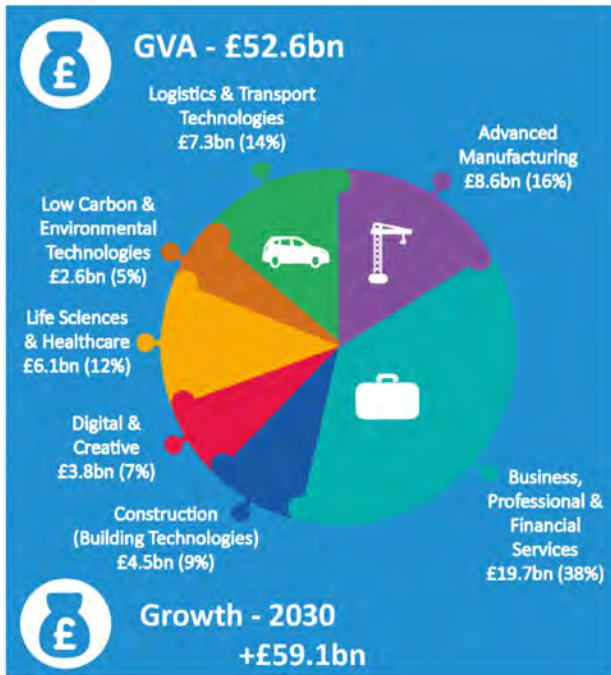 £
GVA - £52.6bn
Logistics & Transport
Technologies
£7.3bn (14%)
Advanced
Manufacturing
£8.6bn (16%)
Low Carbon &
Environmental
Technologies
£2.6bn (5%)
Life Sciences
& Healthcare
£6.1bn (12%)
Digital &
Creative
£3.8bn (7%)
Construction
(Building Technologies)
£4.5bn (9%)
Business,
Professional &
Financial
Services
£19.7bn (38%)
£
Growth - 2030
+£59.1bn